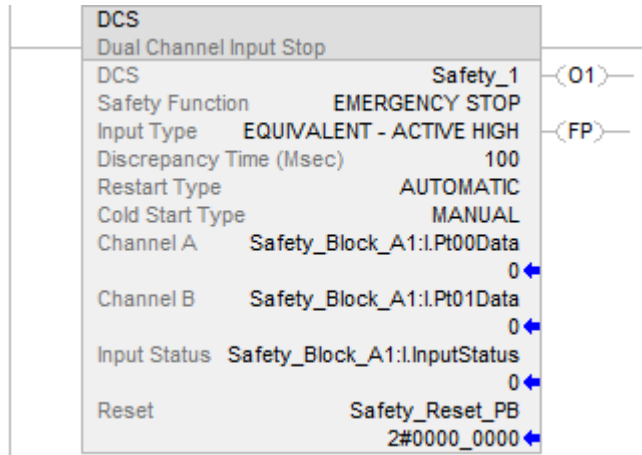 DCS
Dual Channel Input Stop
DCS Safety_1 O1
Safety Function EMERGENCY STOP
Input Type EQUIVALENT - ACTIVE HIGH FP
Discrepancy Time (Msec) 100
Restart Type AUTOMATIC
Cold Start Type MANUAL
Channel A Safety_Block_A1:I.Pt00Data
0
Channel B Safety_Block_A1:I.Pt01Data
0
Input Status Safety_Block_A1:I.InputStatus
0
Reset Safety_Reset_PB
2#0000_0000